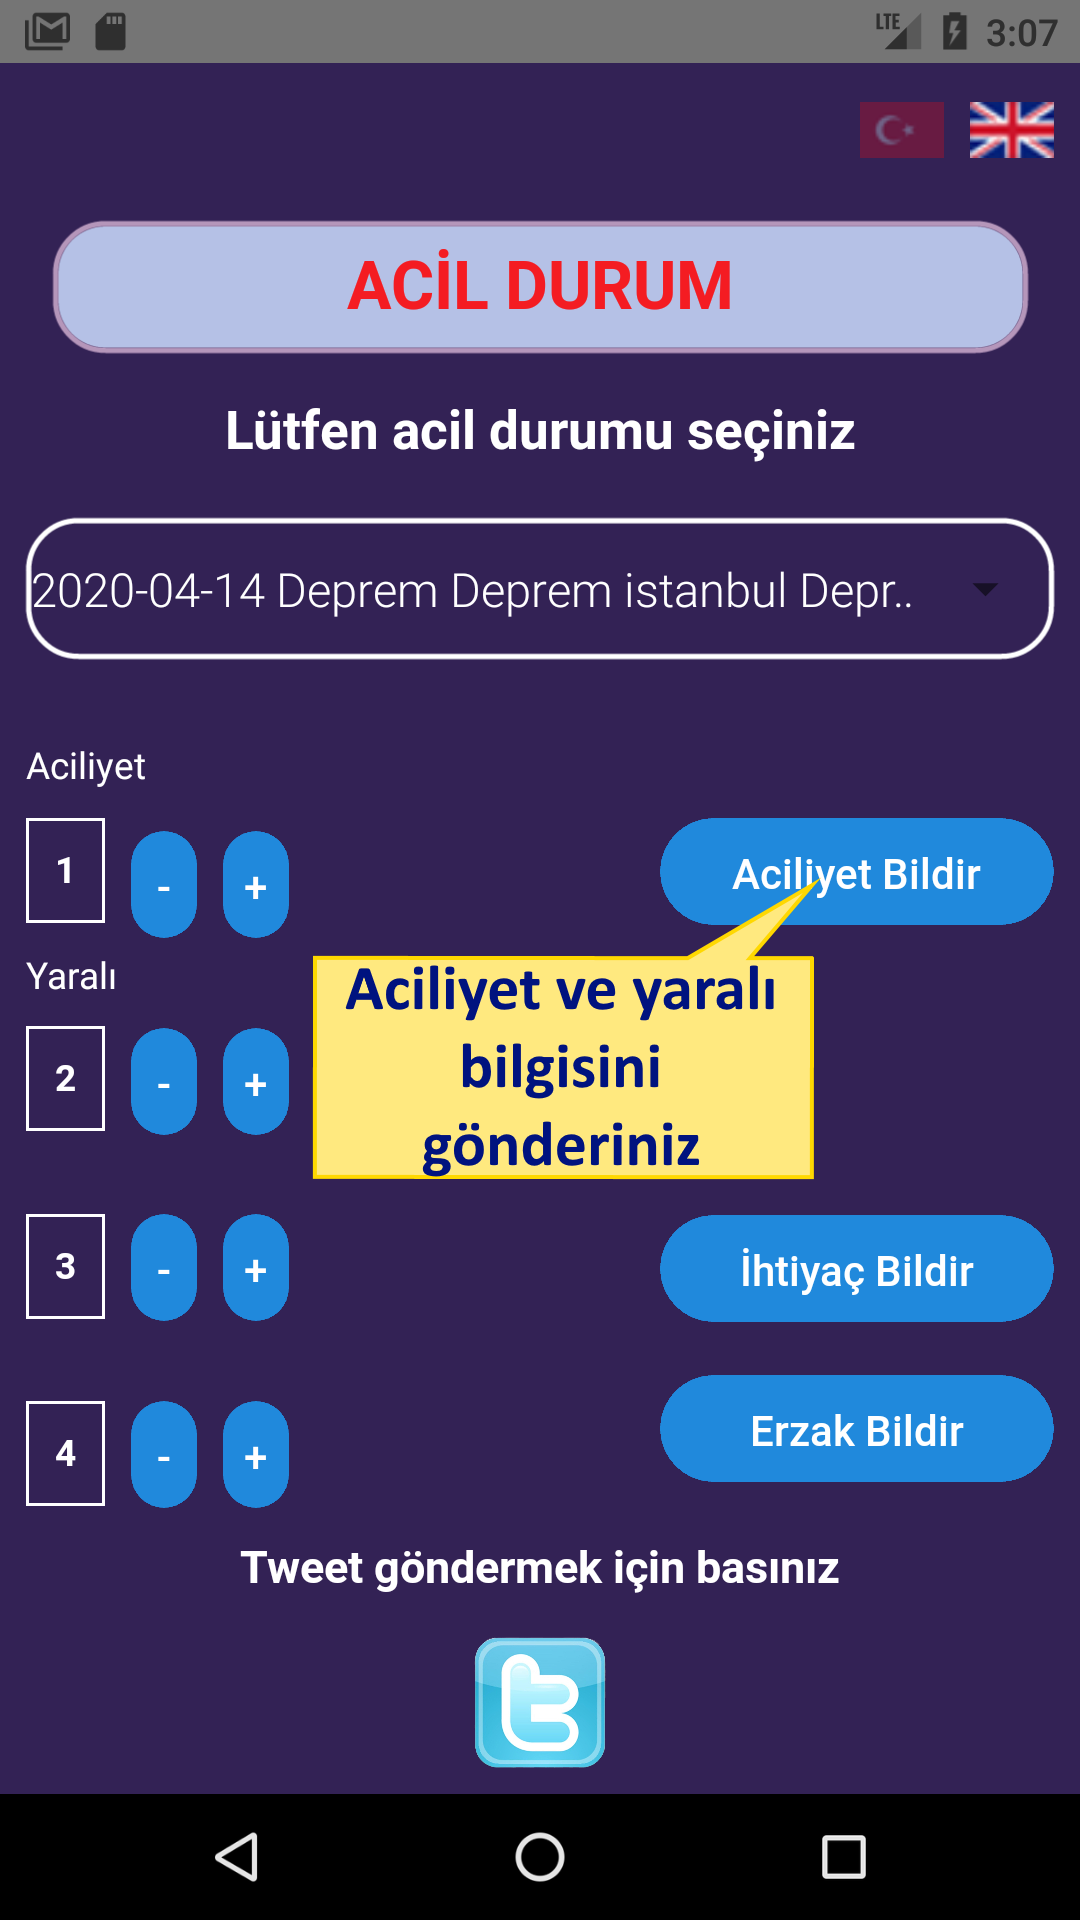 LTE 3:07
ACİL DURUM
Lütfen acil durumu seçiniz
2020-04-14 Deprem Deprem istanbul Depr..
Aciliyet
1 - + Aciliyet Bildir
Yaralı
Aciliyet ve yaralı
bilgisini
gönderiniz
2 - +
3 - + İhtiyaç Bildir
4 - + Erzak Bildir
Tweet göndermek için basınız